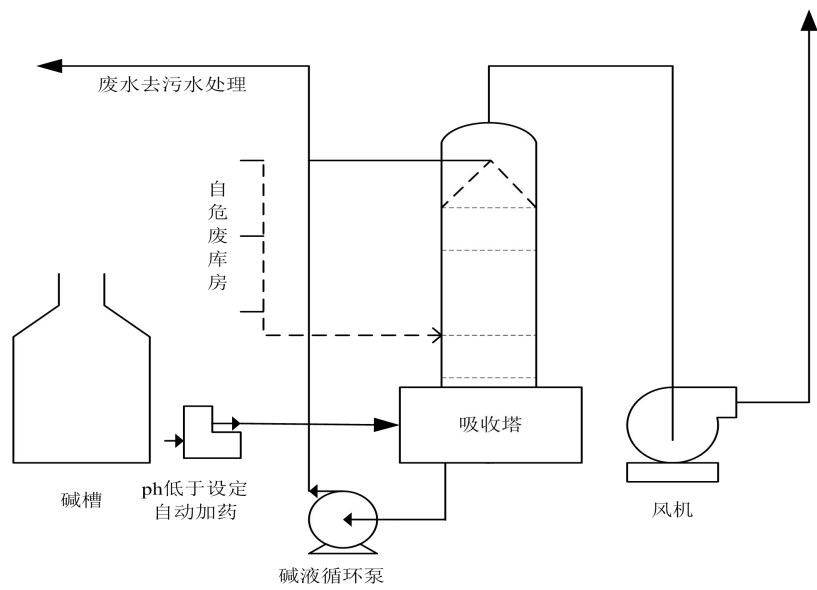 废水去污水处理
自危废库房
吸收塔
碱槽
ph低于设定
自动加药
风机
碱液循环泵